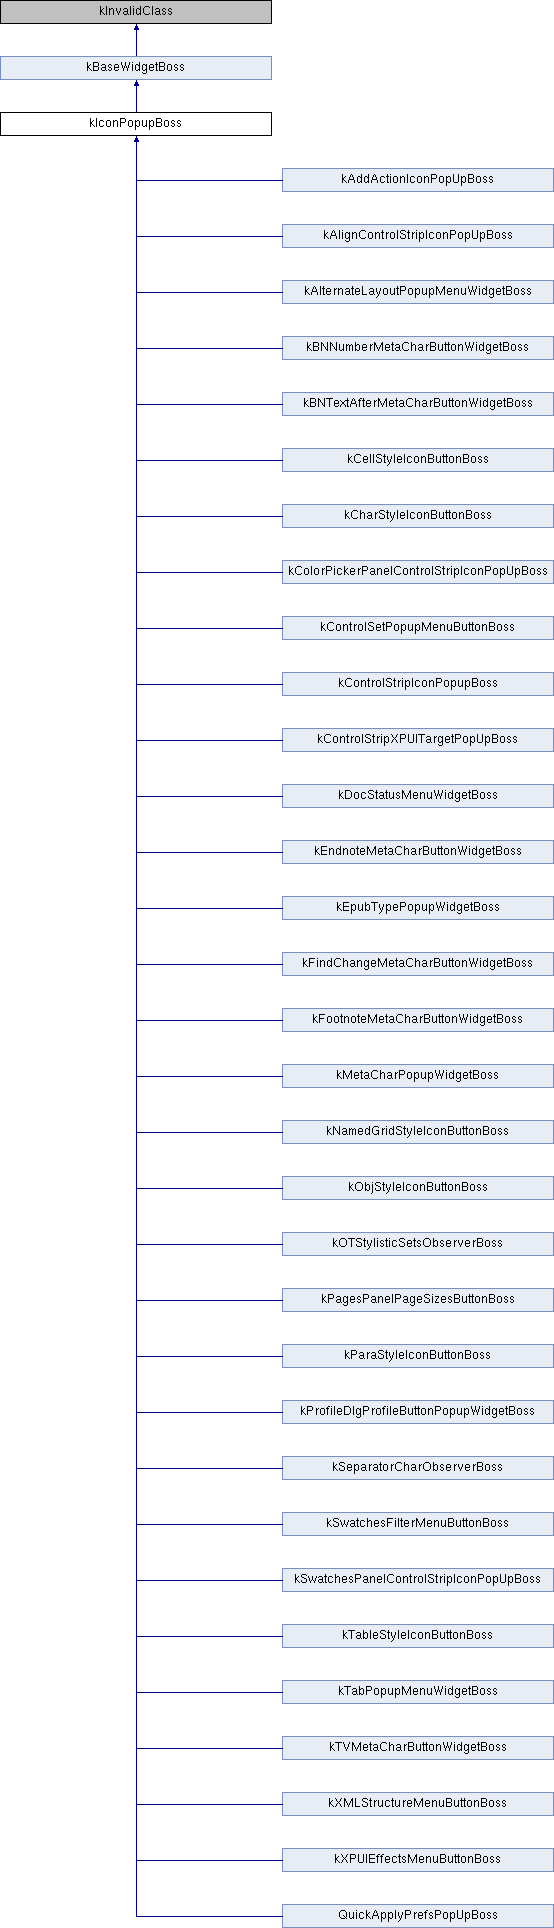 kInvalidClass
kBaseWidgetBoss
kIconPopupBoss
kAddActionIconPopUpBoss
kAlignControlStripIconPopUpBoss
kAlternateLayoutPopupMenuWidgetBoss
kBNNumberMetaCharButtonWidgetBoss
kBNTextAfterMetaCharButtonWidgetBoss
kCellStyleIconButtonBoss
kCharStyleIconButtonBoss
kColorPickerPanelControlStripIconPopUpBoss
kControlSetPopupMenuButtonBoss
kControlStripIconPopupBoss
kControlStripXPUITargetPopUpBoss
kDocStatusMenuWidgetBoss
kEndnoteMetaCharButtonWidgetBoss
kEpubTypePopupWidgetBoss
kFindChangeMetaCharButtonWidgetBoss
kFootnoteMetaCharButtonWidgetBoss
kMetaCharPopupWidgetBoss
kNamedGridStyleIconButtonBoss
kObjStyleIconButtonBoss
kOTStylisticSetsObserverBoss
kPagesPanelPageSizesButtonBoss
kParaStyleIconButtonBoss
kProfileDlgProfileButtonPopupWidgetBoss
kSeparatorCharObserverBoss
kSwatchesFilterMenuButtonBoss
kSwatchesPanelControlStripIconPopUpBoss
kTableStyleIconButtonBoss
kTabPopupMenuWidgetBoss
kTVMetaCharButtonWidgetBoss
kXMLStructureMenuButtonBoss
kXPUIEffectsMenuButtonBoss
QuickApplyPrefsPopUpBoss